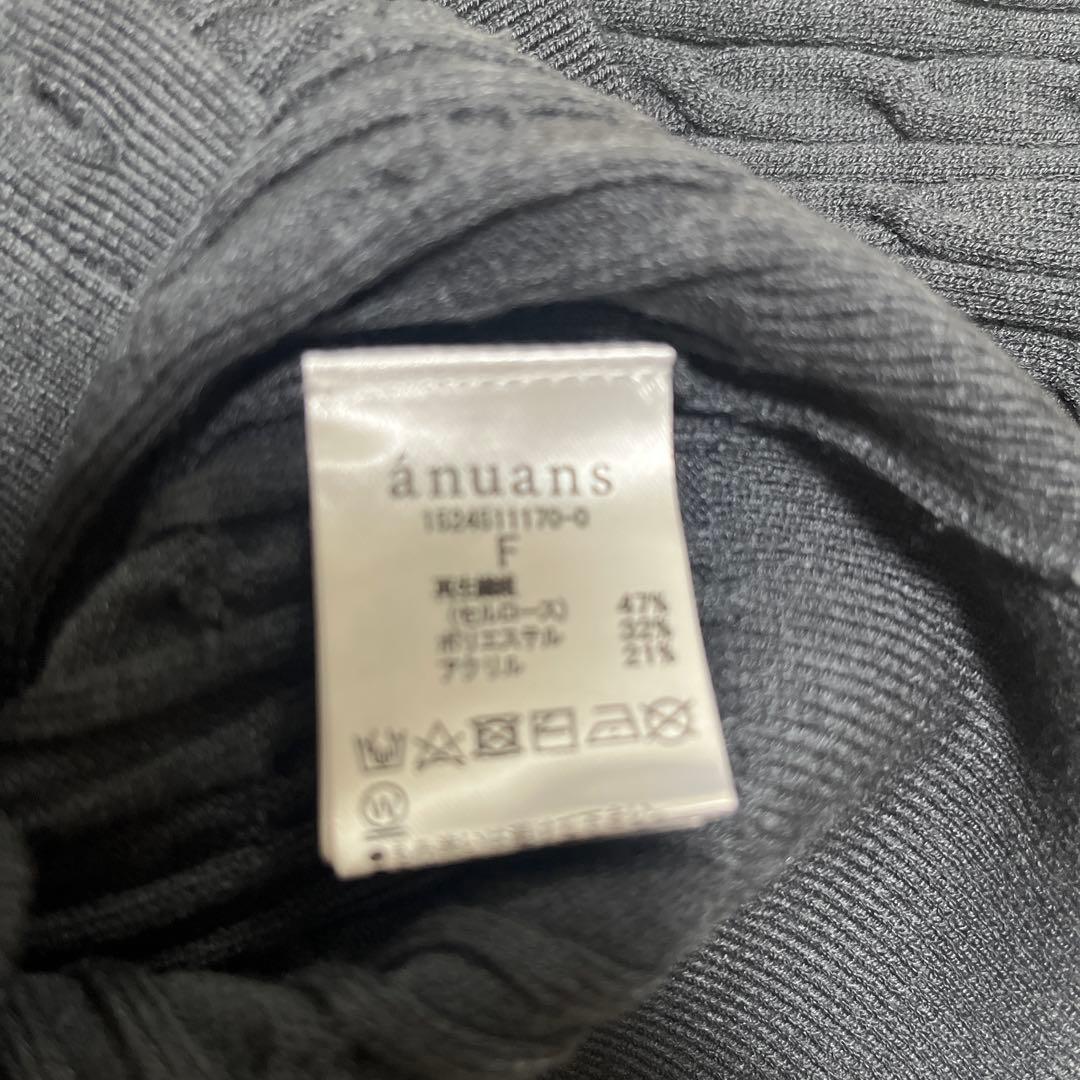 ánuans
1524511170-0
F
再生繊維
(セルロース) 47%
ポリエステル 32%
アクリル 21%
W